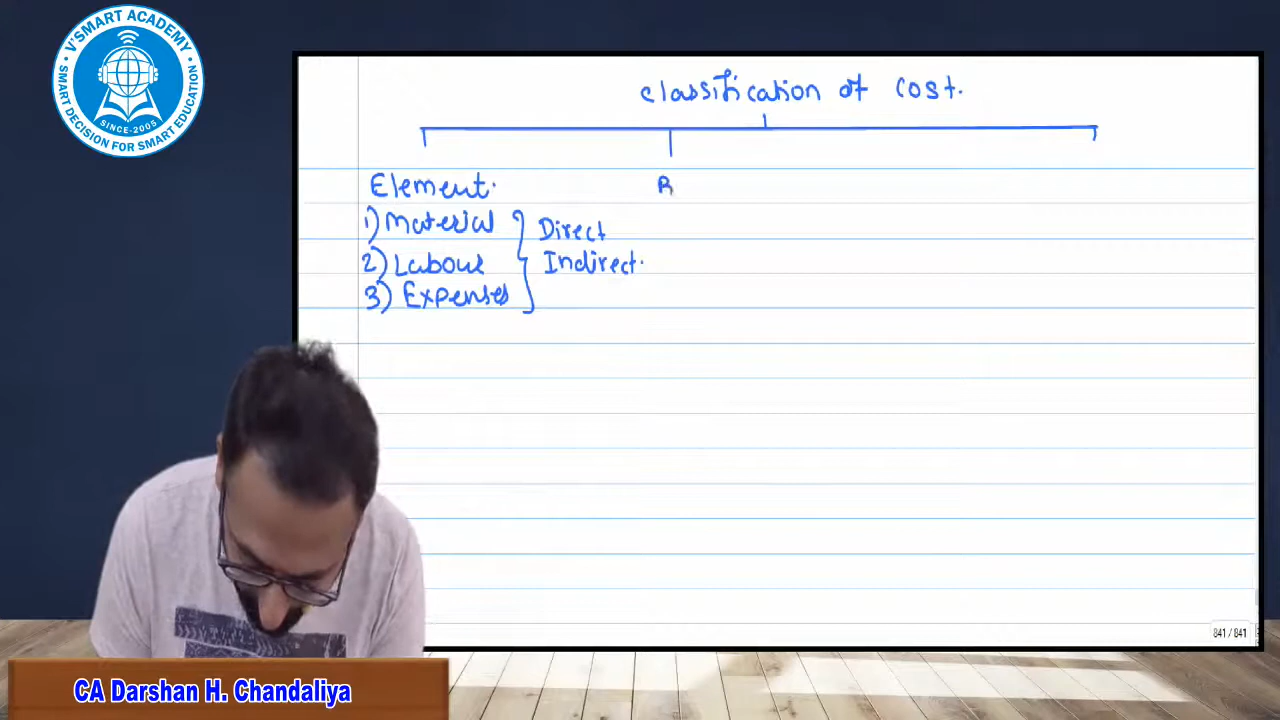 V'SMART ACADEMY
SINCE-2005
SMART DECISION FOR SMART EDUCATION
classification of cost.
Element.
B
1) Material
Direct
2) Labour
Indirect.
3) Expenses
841 / 841
CA Darshan H. Chandaliya